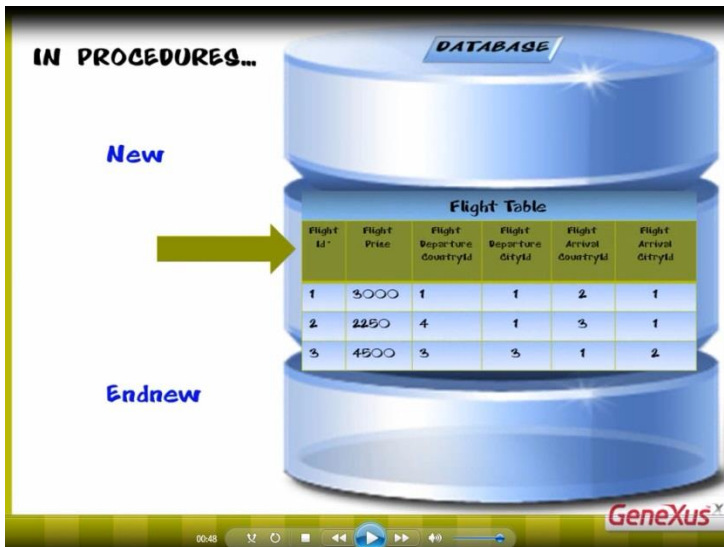 IN PROCEDURES...
DATABASE
New
Flight Table
Flight Id* Flight Price Flight Departure CountryId Flight Departure CityId Flight Arrival CountryId Flight Arrival CitryId
1 3000 1 1 2 1
2 2250 4 1 3 1
3 4500 3 3 1 2
Endnew
GeneXus X
00:48